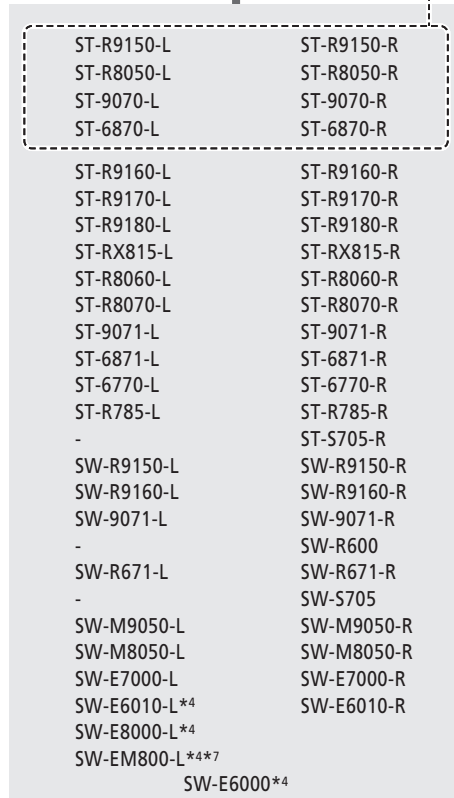 ST-R9150-L ST-R9150-R
ST-R8050-L ST-R8050-R
ST-9070-L ST-9070-R
ST-6870-L ST-6870-R
ST-R9160-L ST-R9160-R
ST-R9170-L ST-R9170-R
ST-R9180-L ST-R9180-R
ST-RX815-L ST-RX815-R
ST-R8060-L ST-R8060-R
ST-R8070-L ST-R8070-R
ST-9071-L ST-9071-R
ST-6871-L ST-6871-R
ST-6770-L ST-6770-R
ST-R785-L ST-R785-R
- ST-S705-R
SW-R9150-L SW-R9150-R
SW-R9160-L SW-R9160-R
SW-9071-L SW-9071-R
- SW-R600
SW-R671-L SW-R671-R
- SW-S705
SW-M9050-L SW-M9050-R
SW-M8050-L SW-M8050-R
SW-E7000-L SW-E7000-R
SW-E6010-L*4 SW-E6010-R
SW-E8000-L*4
SW-EM800-L*4*7
SW-E6000*4